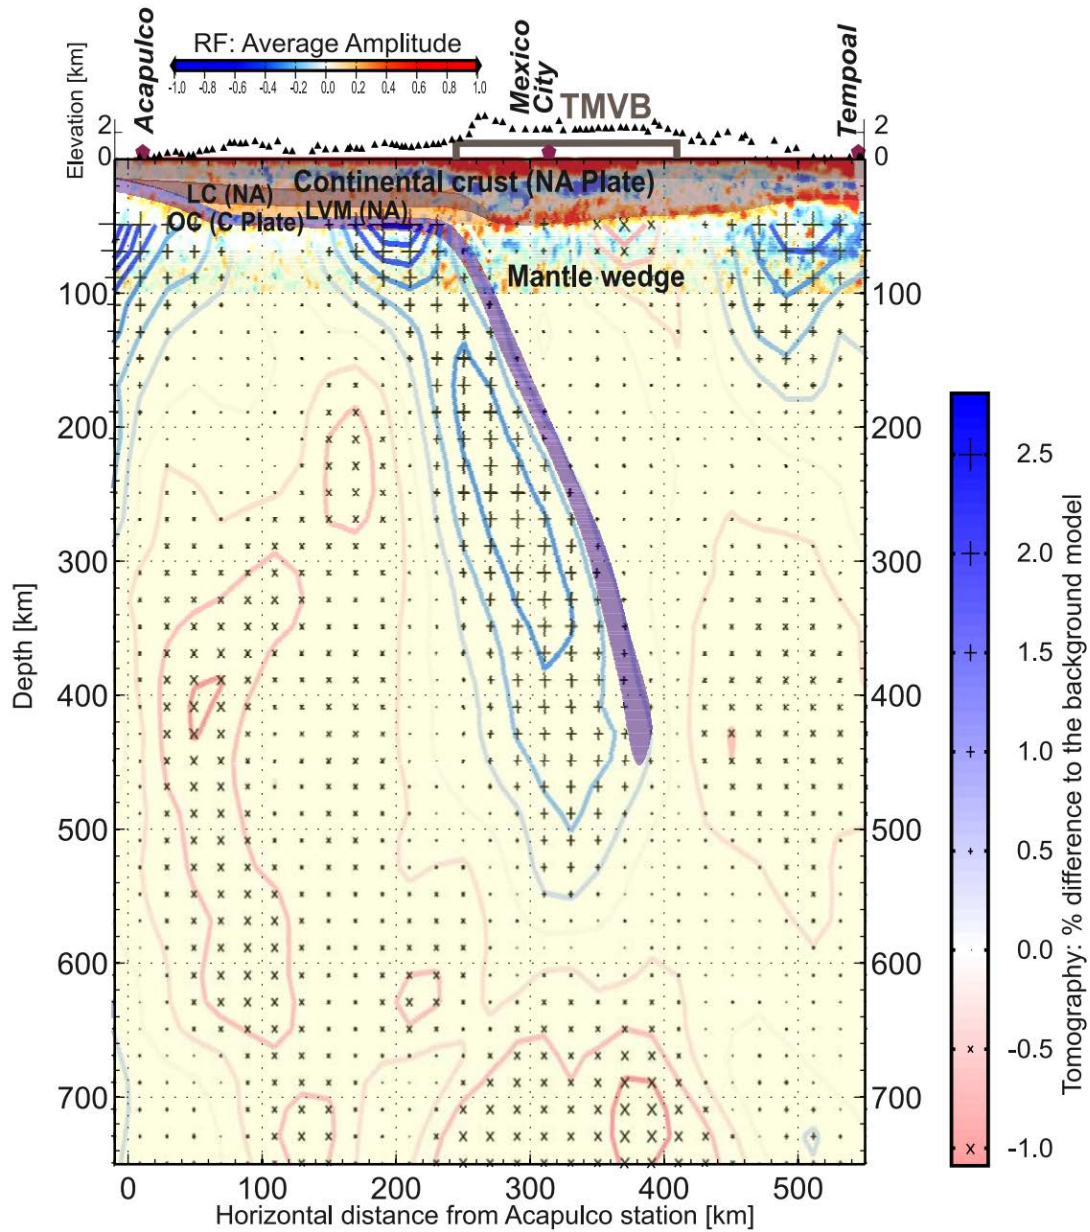 RF: Average Amplitude
-1.0 -0.8 -0.6 -0.4 -0.2 0.0 0.2 0.4 0.6 0.8 1.0
Elevation [km]
Acapulco
Mexico
City
TMVB
Tempoal
2
0
2
0
Continental crust (NA Plate)
LC (NA)
OC (C Plate)
LVM (NA)
Mantle wedge
Depth [km]
100
200
300
400
500
600
700
100
200
300
400
500
600
700
0 100 200 300 400 500
Horizontal distance from Acapulco station [km]
2.5
2.0
1.5
1.0
0.5
0.0
-0.5
-1.0
Tomography: % difference to the background model